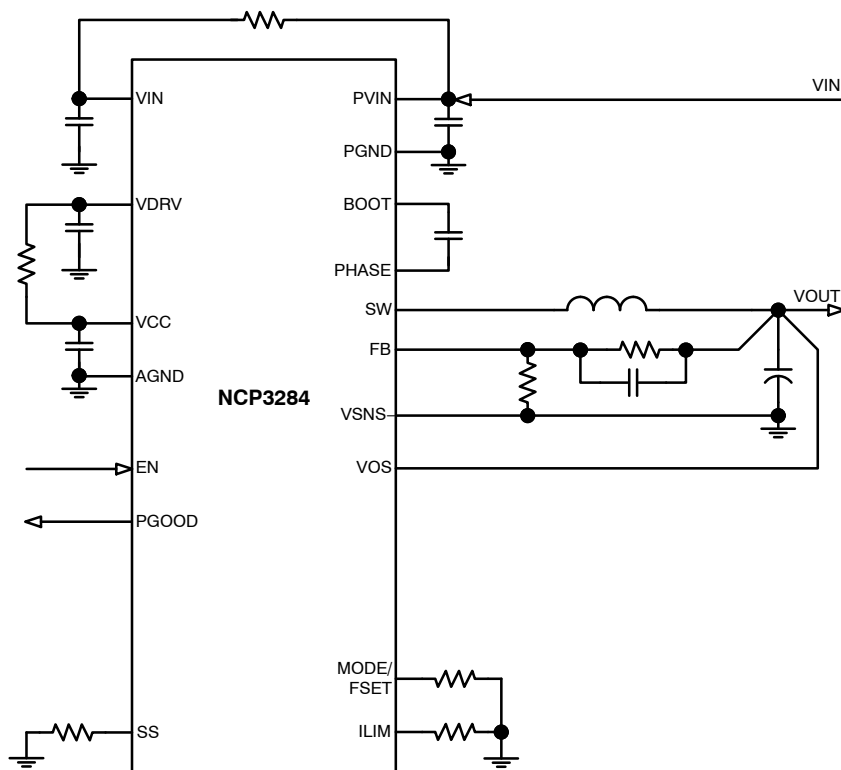 VIN
PVIN
VIN
PGND
VDRV
BOOT
PHASE
SW
VOUT
VCC
FB
AGND
NCP3284
VSNS-
EN
VOS
PGOOD
MODE/
FSET
SS
ILIM